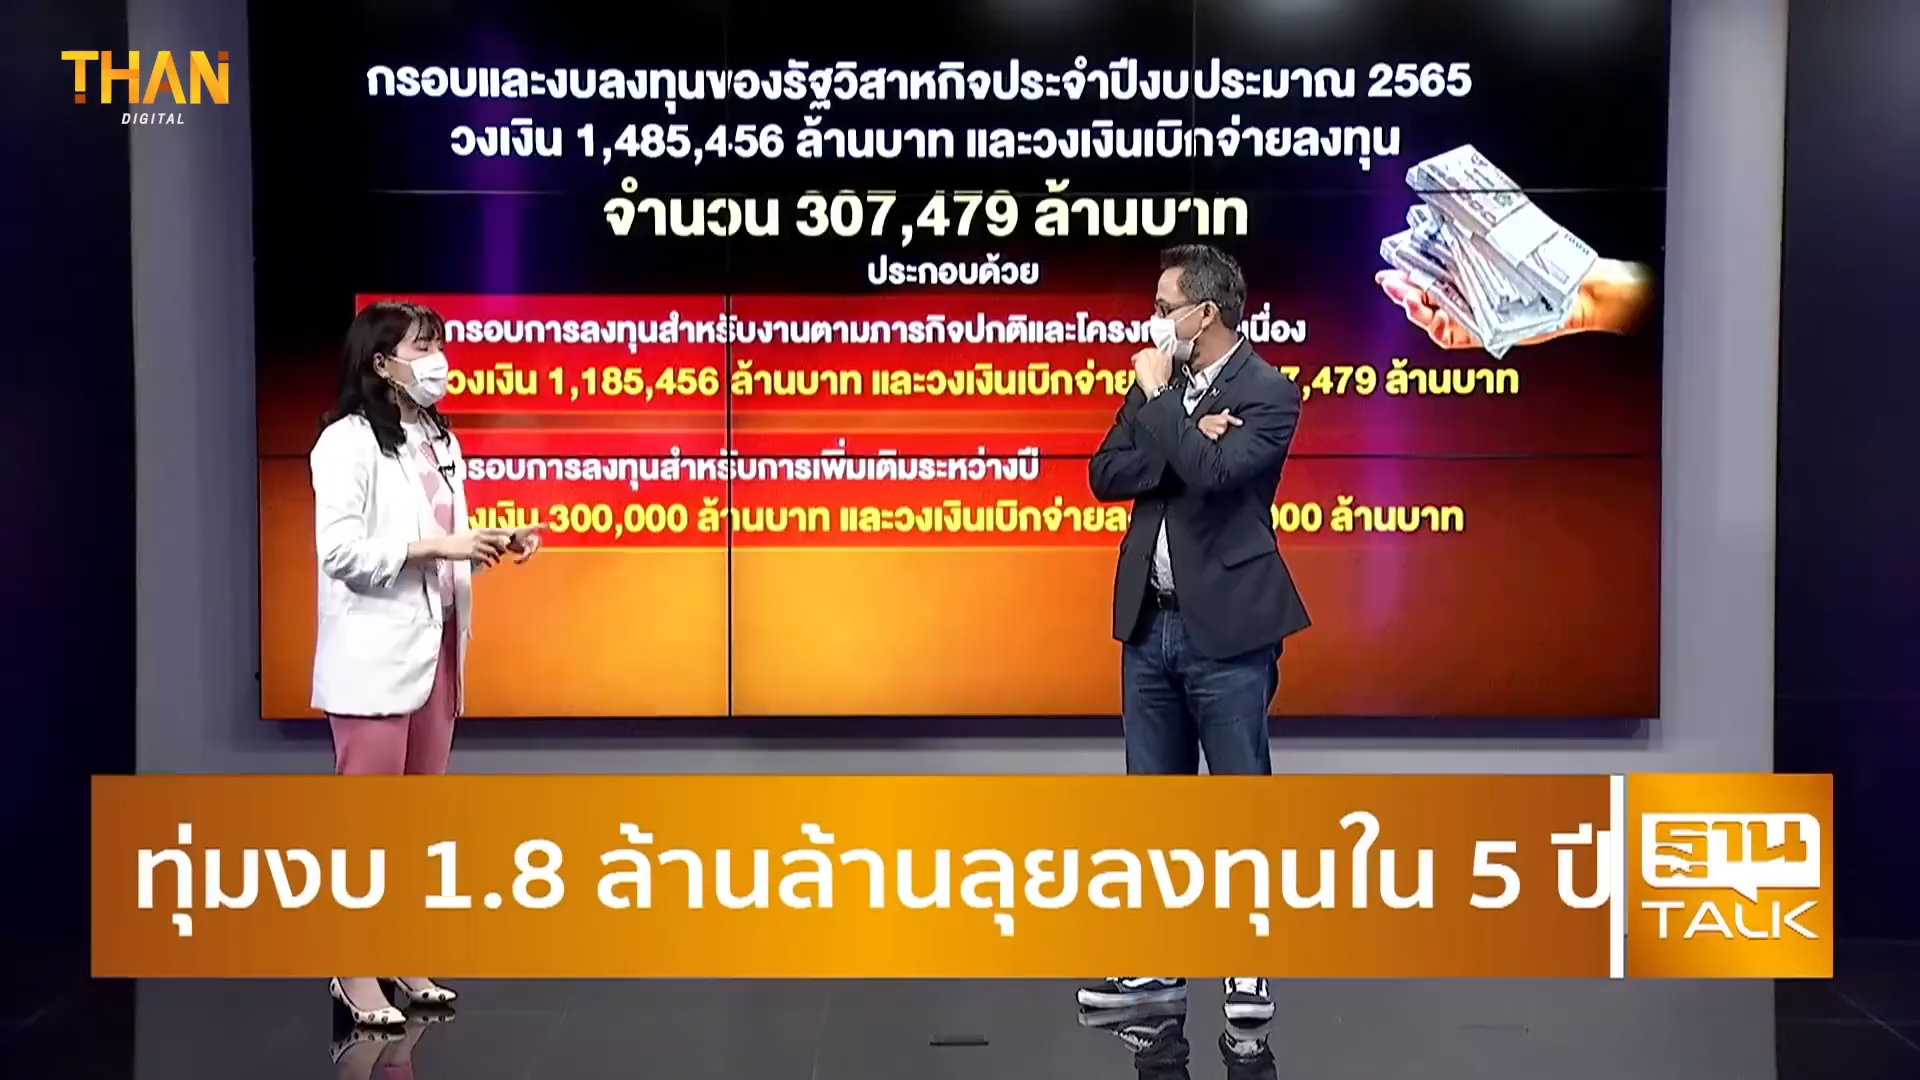 THAN
DIGITAL
กรอบและงบลงทุนของรัฐวิสาหกิจประจำปีงบประมาณ 2565
วงเงิน 1,485,456 ล้านบาท และวงเงินเบิกจ่ายลงทุน
จำนวน 307,479 ล้านบาท
ประกอบด้วย
กรอบการลงทุนสำหรับงานตามภารกิจปกติและ
วงเงิน 1,185,456 ล้านบาท และวงเงินเบิกจ่าย 7,479 ล้านบาท
กรอบการลงทุนสำหรับการเพิ่มเติมระหว่างปี
วงเงิน 300,000 ล้านบาท และวงเงินเบิกจ่าย 000 ล้านบาท
ทุ่มงบ 1.8 ล้านล้านลุยลงทุนใน 5 ปี
ฐาน
TALK